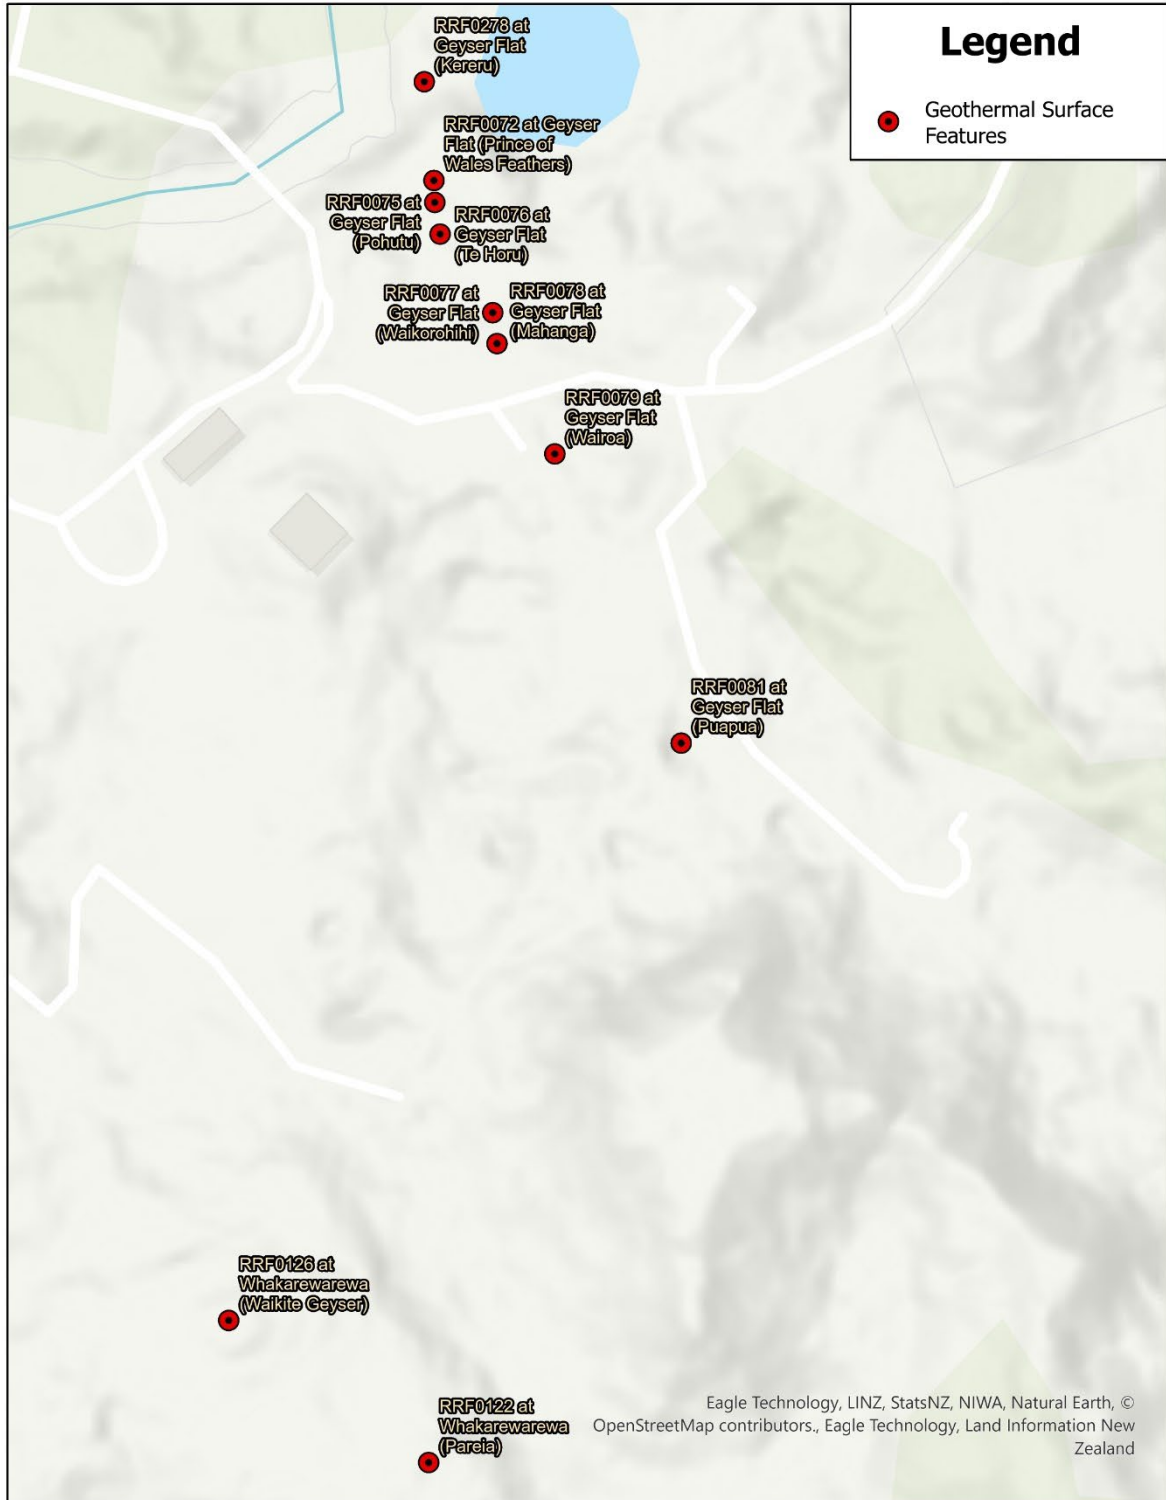 Legend
Geothermal Surface
Features
RRF0278 at
Geyser Flat
(Kereru)
RRF0072 at Geyser
Flat (Prince of
Wales Feathers)
RRF0075 at
Geyser Flat
(Pohutu)
RRF0076 at
Geyser Flat
(Te Horu)
RRF0077 at
Geyser Flat
(Waikorohihi)
RRF0078 at
Geyser Flat
(Mahanga)
RRF0079 at
Geyser Flat
(Wairoa)
RRF0081 at
Geyser Flat
(Puapua)
RRF0126 at
Whakarewarewa
(Waikite Geyser)
RRF0122 at
Whakarewarewa
(Pareia)
Eagle Technology, LINZ, StatsNZ, NIWA, Natural Earth, ©
OpenStreetMap contributors., Eagle Technology, Land Information New
Zealand